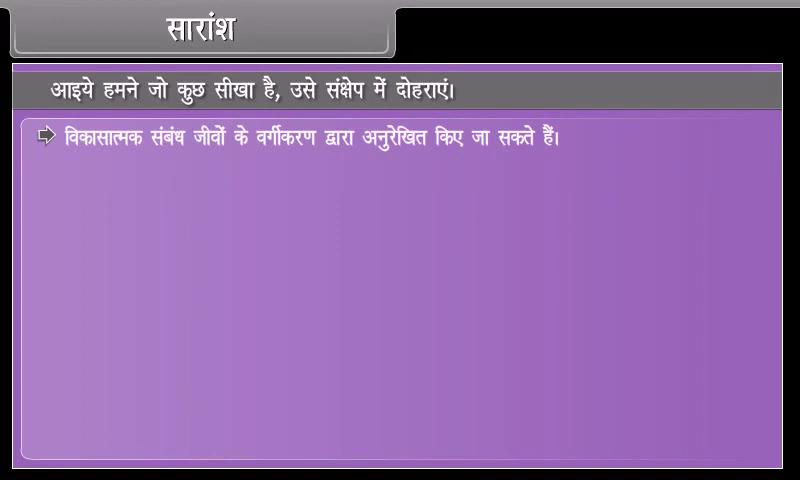 सारांश
आइये हमने जो कुछ सीखा है, उसे संक्षेप में दोहराएं।
विकासात्मक संबंध जीवों के वर्गीकरण द्वारा अनुरेखित किए जा सकते हैं।